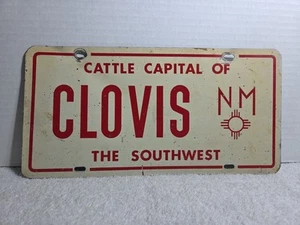 CATTLE CAPITAL OF
CLOVIS NM
THE SOUTHWEST